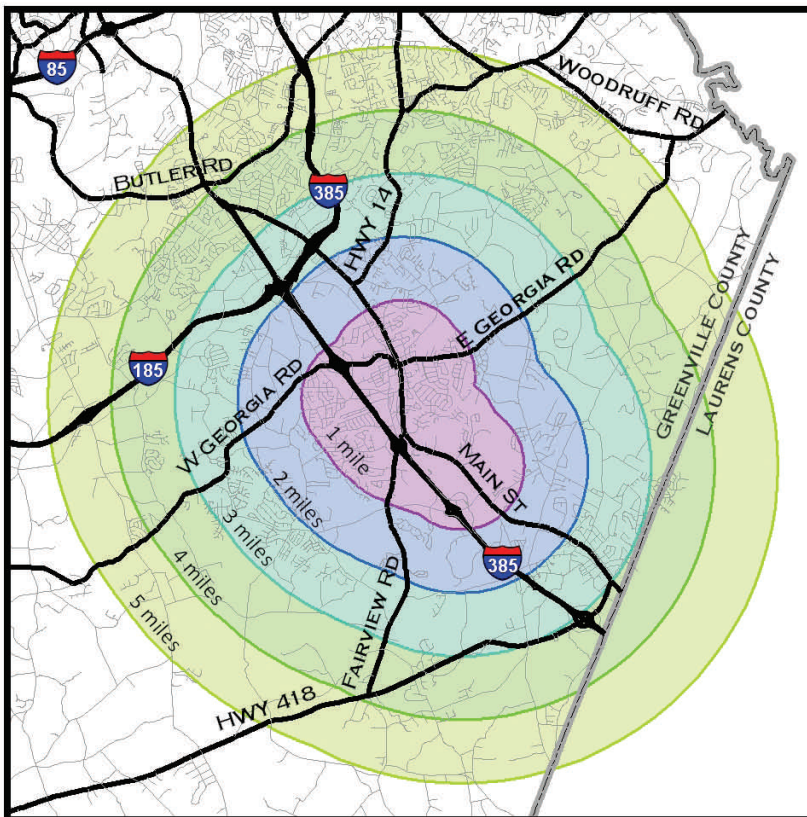 85
WOODRUFF RD
BUTLER RD
385
HWY 14
E GEORGIA RD
GREENVILLE COUNTY
LAURENS COUNTY
185
W GEORGIA RD
1 mile
MAIN ST
2 miles
3 miles
385
4 miles
FAIRVIEW RD
5 miles
HWY 418